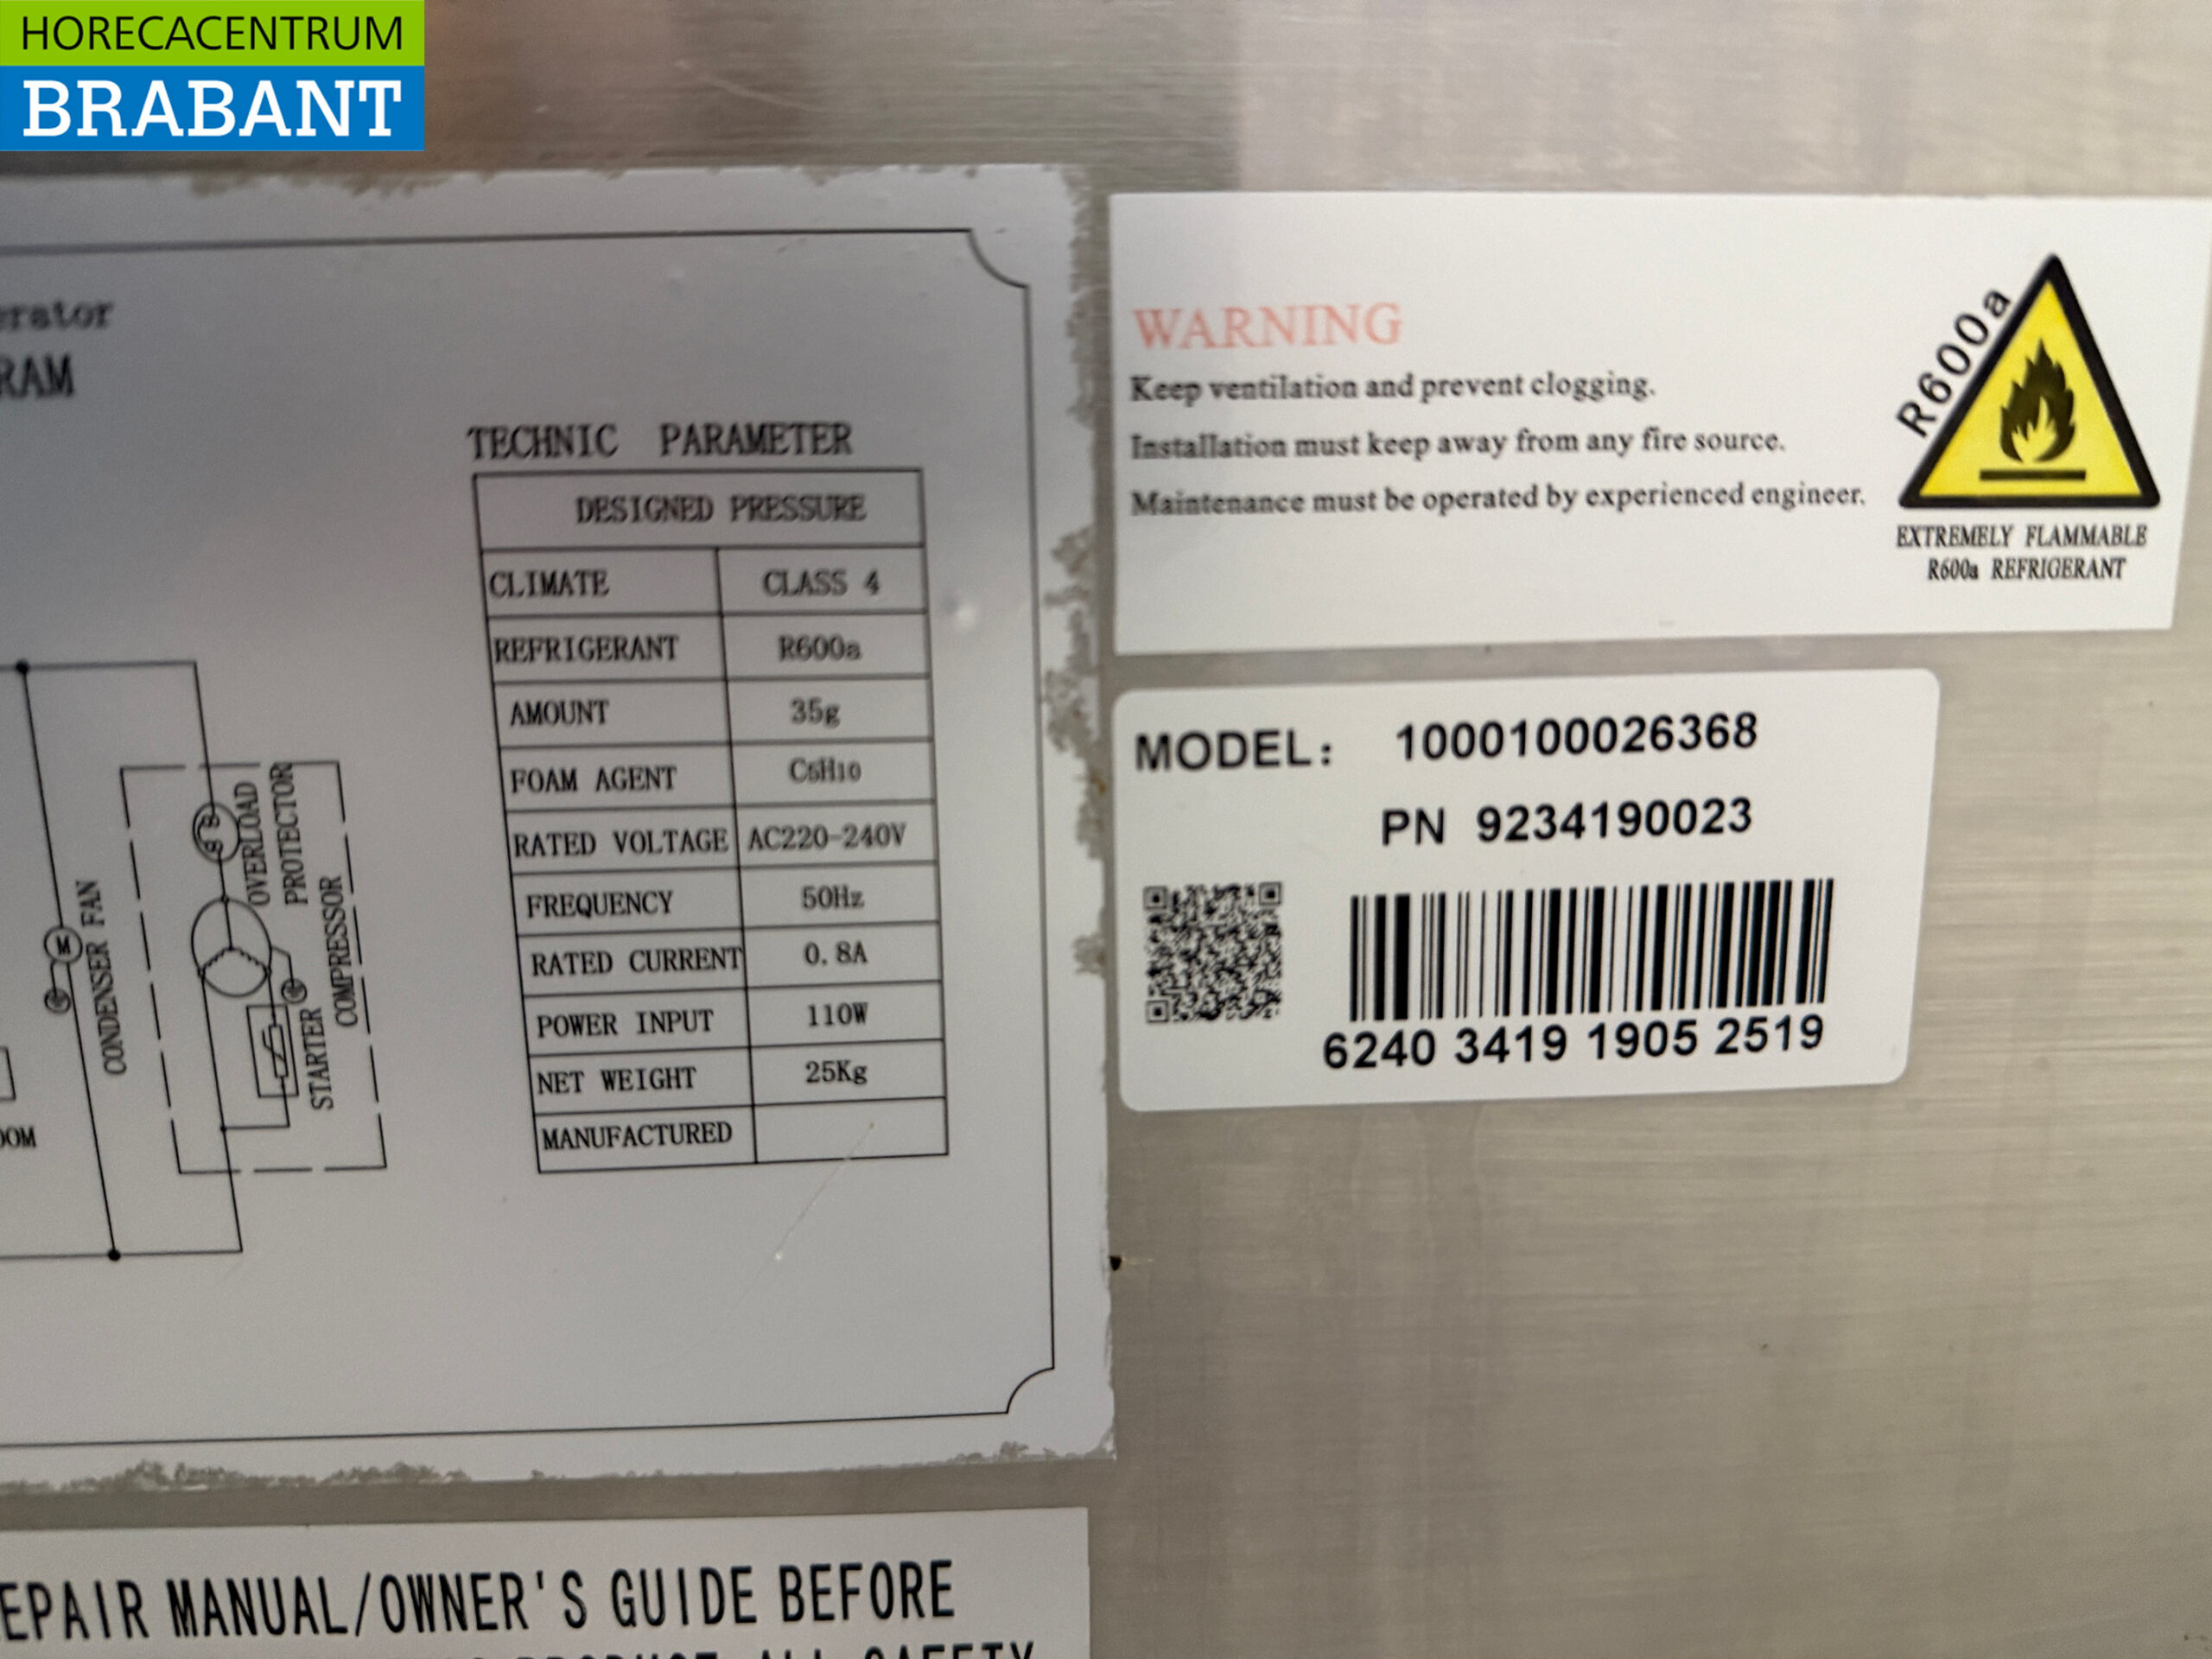 HORECACENTRUM
BRABANT
erator
RAM
TECHNIC PARAMETER
DESIGNED PRESSURE
CLIMATE CLASS 4
REFRIGERANT R600a
AMOUNT 35g
FOAM AGENT C5H10
RATED VOLTAGE AC220-240V
FREQUENCY 50Hz
RATED CURRENT 0.8A
POWER INPUT 110W
NET WEIGHT 25Kg
MANUFACTURED
M
CONDENSER FAN
OVERLOAD
PROTECTOR
STARTER
COMPRESSOR
OOM
WARNING
Keep ventilation and prevent clogging.
Installation must keep away from any fire source.
Maintenance must be operated by experienced engineer.
R600a
EXTREMELY FLAMMABLE
R600a REFRIGERANT
MODEL: 1000100026368
PN 9234190023
6240 3419 1905 2519
EPAIR MANUAL/OWNER'S GUIDE BEFORE
PRODUCT ALL SAFETY